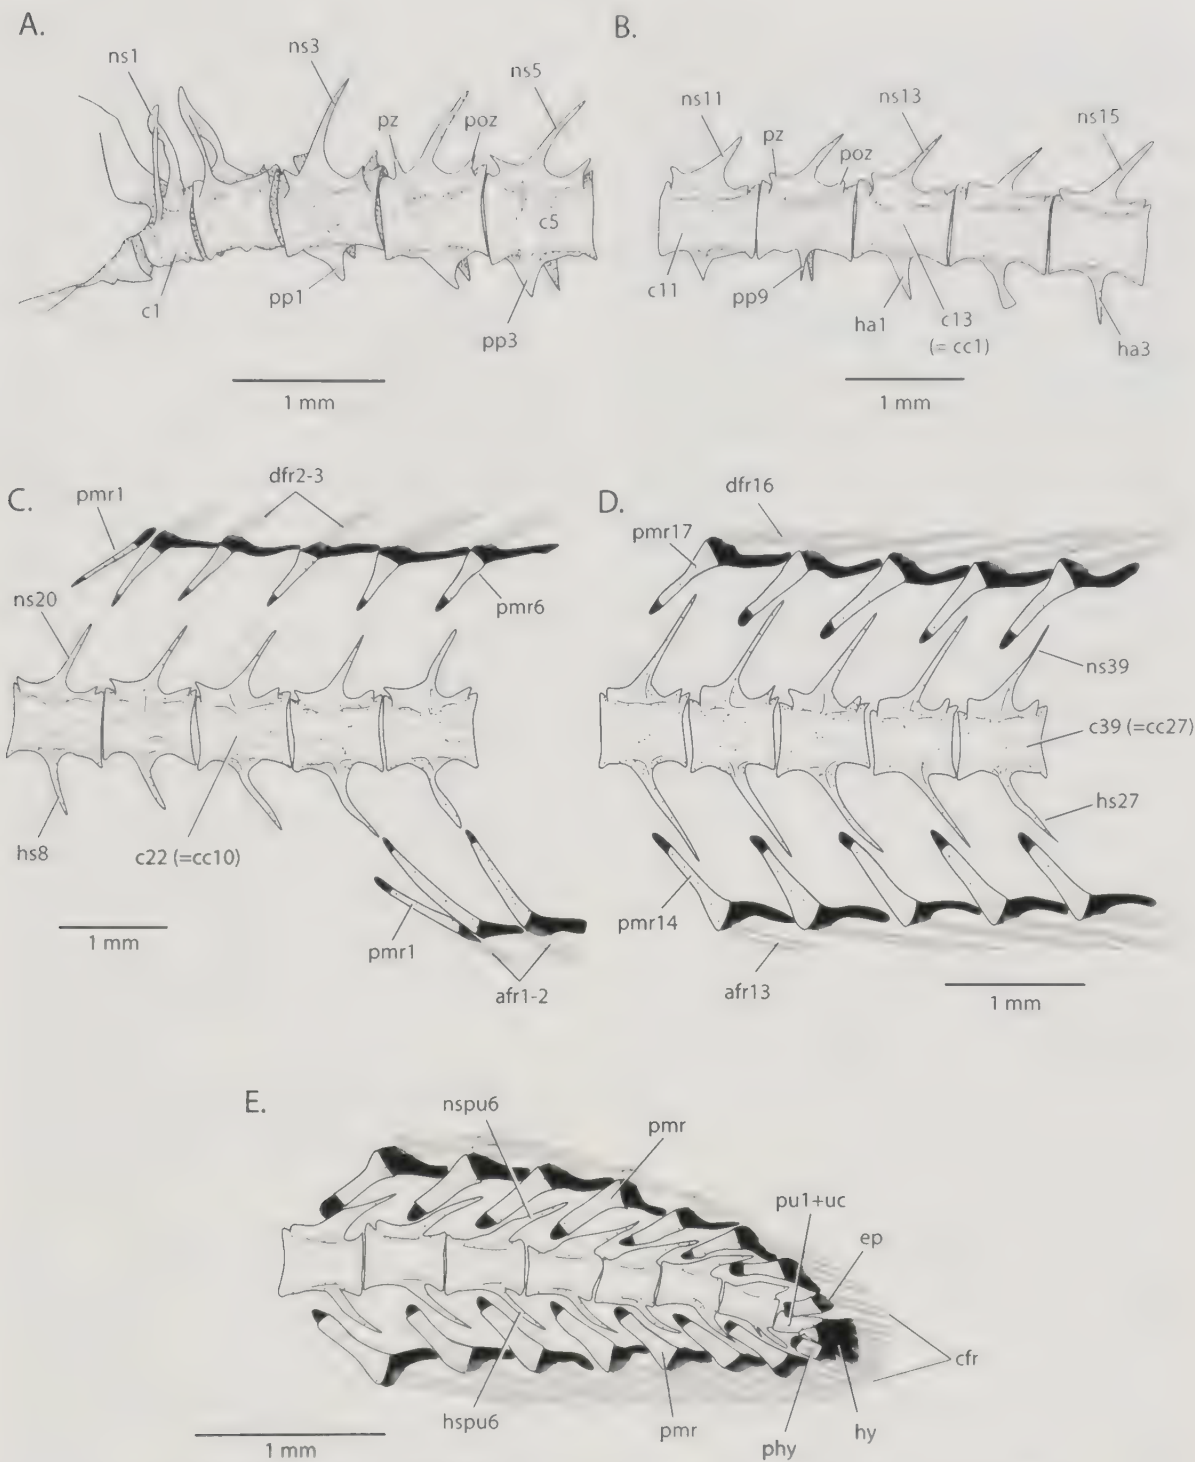 A.
ns1
ns3
pz
poz
ns5
c5
c1
pp1
pp3
1 mm
B.
ns11
pz
poz
ns13
ns15
c11
pp9
ha1
c13
(= cc1)
ha3
1 mm
C.
pmr1
dfr2-3
ns20
pmr6
hs8
c22 (=cc10)
pmr1
afr1-2
1 mm
D.
dfr16
pmr17
ns39
c39 (=cc27)
hs27
pmr14
afr13
1 mm
E.
nspu6
pmr
pu1+uc
ep
cfr
hspu6
pmr
phy
hy
1 mm